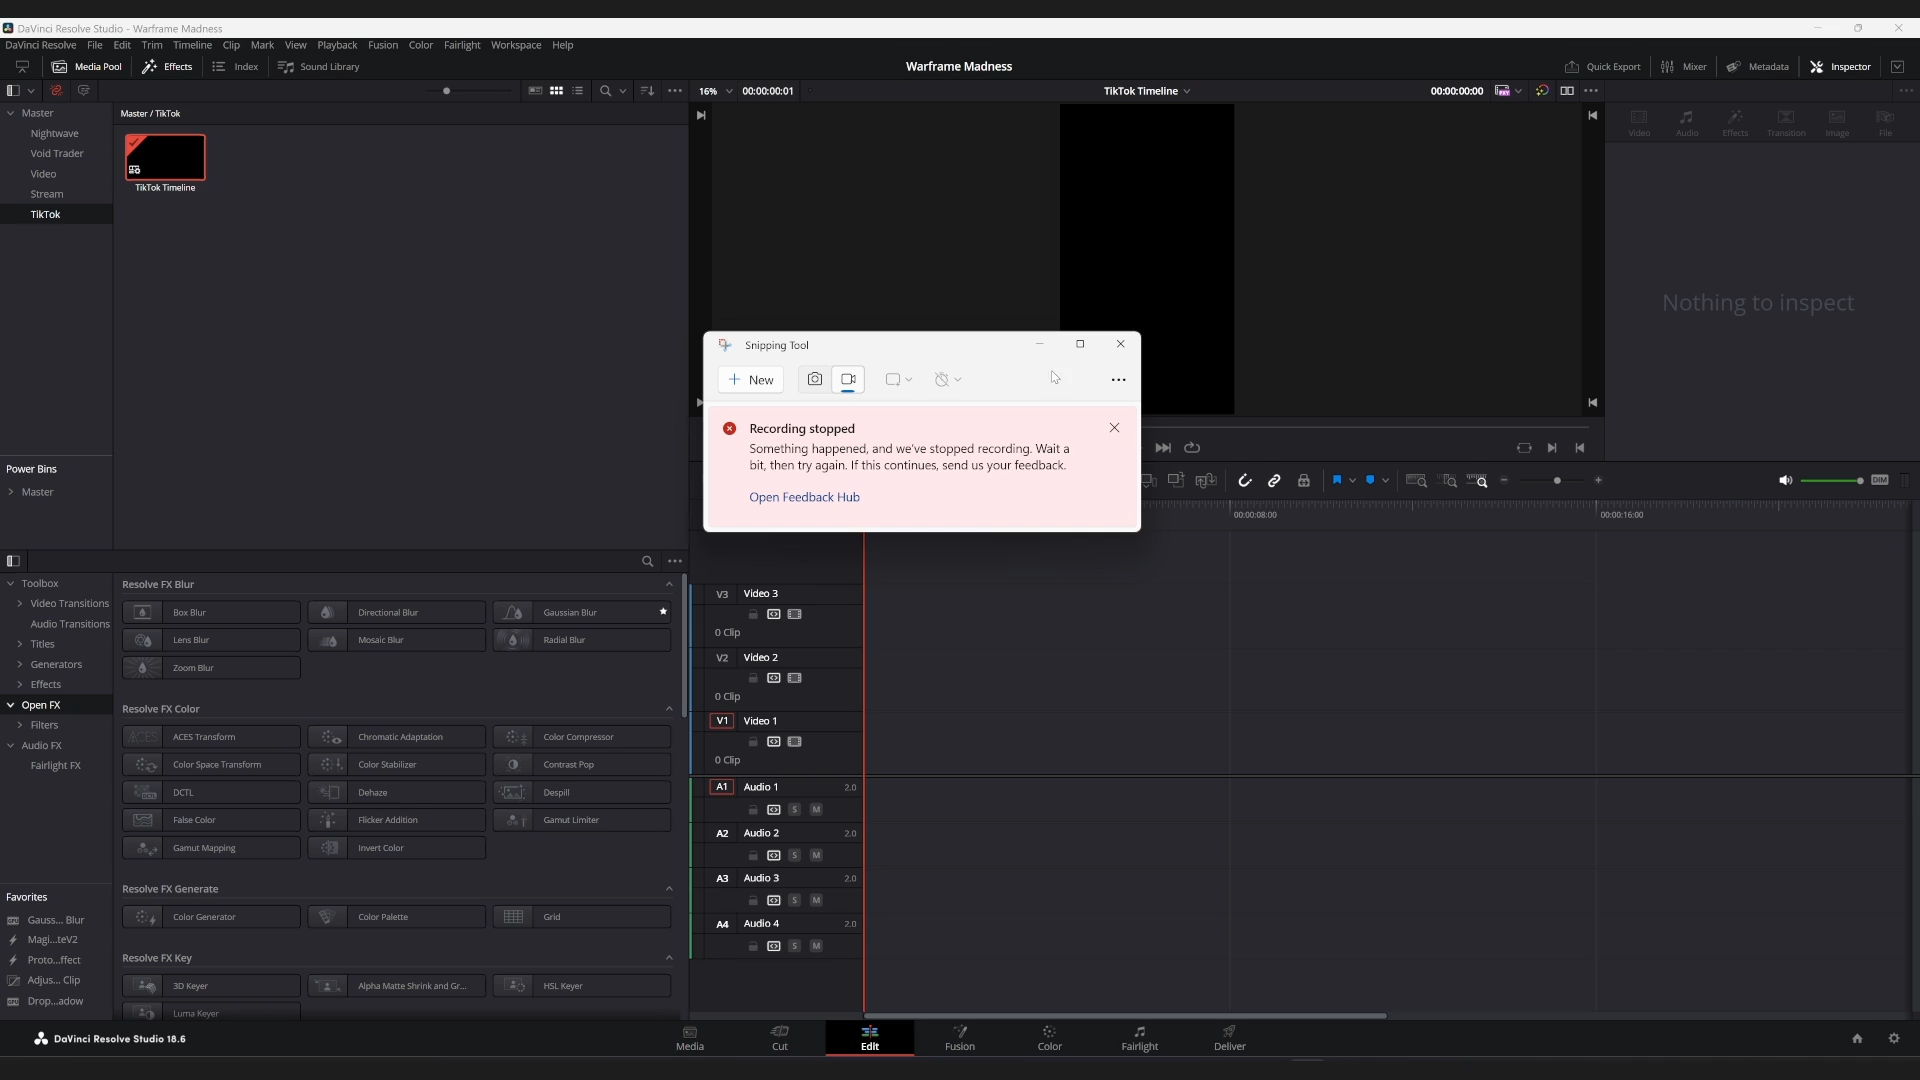 DaVinci Resolve Studio - Warframe Madness
DaVinci Resolve File Edit Trim Timeline Clip Mark View Playback Fusion Color Fairlight Workspace Help
Media Pool Effects Index Sound Library
Warframe Madness
Quick Export Mixer Metadata Inspector
16% 00:00:00:01
TikTok Timeline
00:00:00:00
Master
Nightwave
Void Trader
Video
Stream
TikTok
Master / TikTok
TikTok Timeline
Video Audio Effects Transition Image File
Nothing to inspect
Snipping Tool
New
Recording stopped
Something happened, and we've stopped recording. Wait a
bit, then try again. If this continues, send us your feedback.
Open Feedback Hub
Power Bins
Master
DIM
00:00:08:00
00:00:16:00
Toolbox
Video Transitions
Audio Transitions
Titles
Generators
Effects
Open FX
Filters
Audio FX
Fairlight FX
Favorites
Gauss... Blur
Magi...teV2
Proto...ffect
Adjus... Clip
Drop...adow
Resolve FX Blur
Box Blur Directional Blur Gaussian Blur
Lens Blur Mosaic Blur Radial Blur
Zoom Blur
Resolve FX Color
ACES ACES Transform Chromatic Adaptation Color Compressor
Color Space Transform Color Stabilizer Contrast Pop
DCTL Dehaze Despill
False Color Flicker Addition Gamut Limiter
Gamut Mapping Invert Color
Resolve FX Generate
Color Generator Color Palette Grid
Resolve FX Key
3D Keyer Alpha Matte Shrink and Gr... HSL Keyer
Luma Keyer
V3 Video 3
0 Clip
V2 Video 2
0 Clip
V1 Video 1
0 Clip
A1 Audio 1 2.0
S M
A2 Audio 2 2.0
S M
A3 Audio 3 2.0
S M
A4 Audio 4 2.0
S M
DaVinci Resolve Studio 18.6
Media Cut Edit Fusion Color Fairlight Deliver